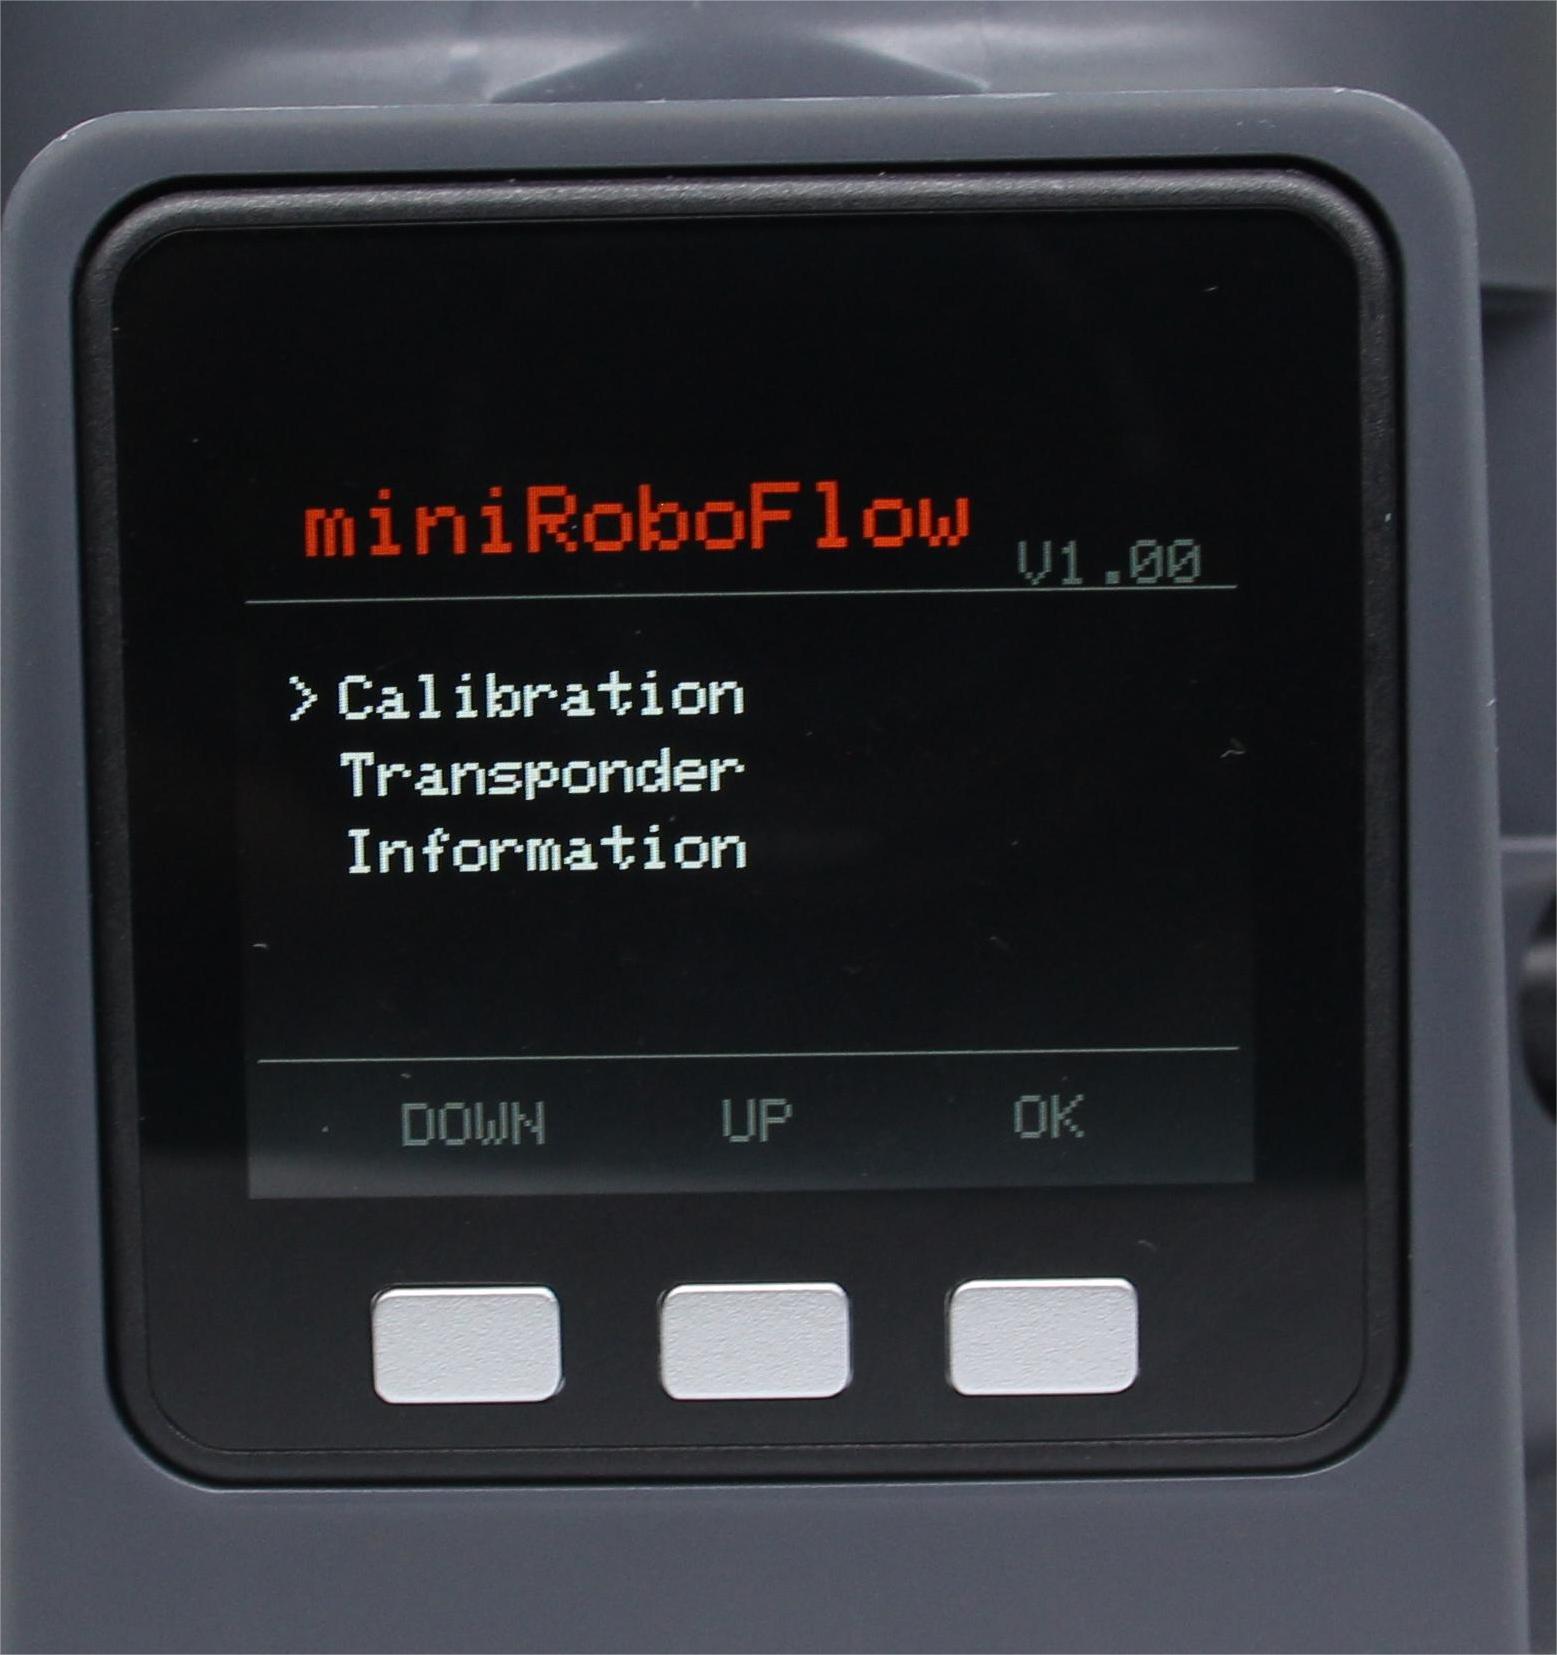 miniRoboFlow V1.00
>Calibration
Transponder
Information
DOWN UP OK